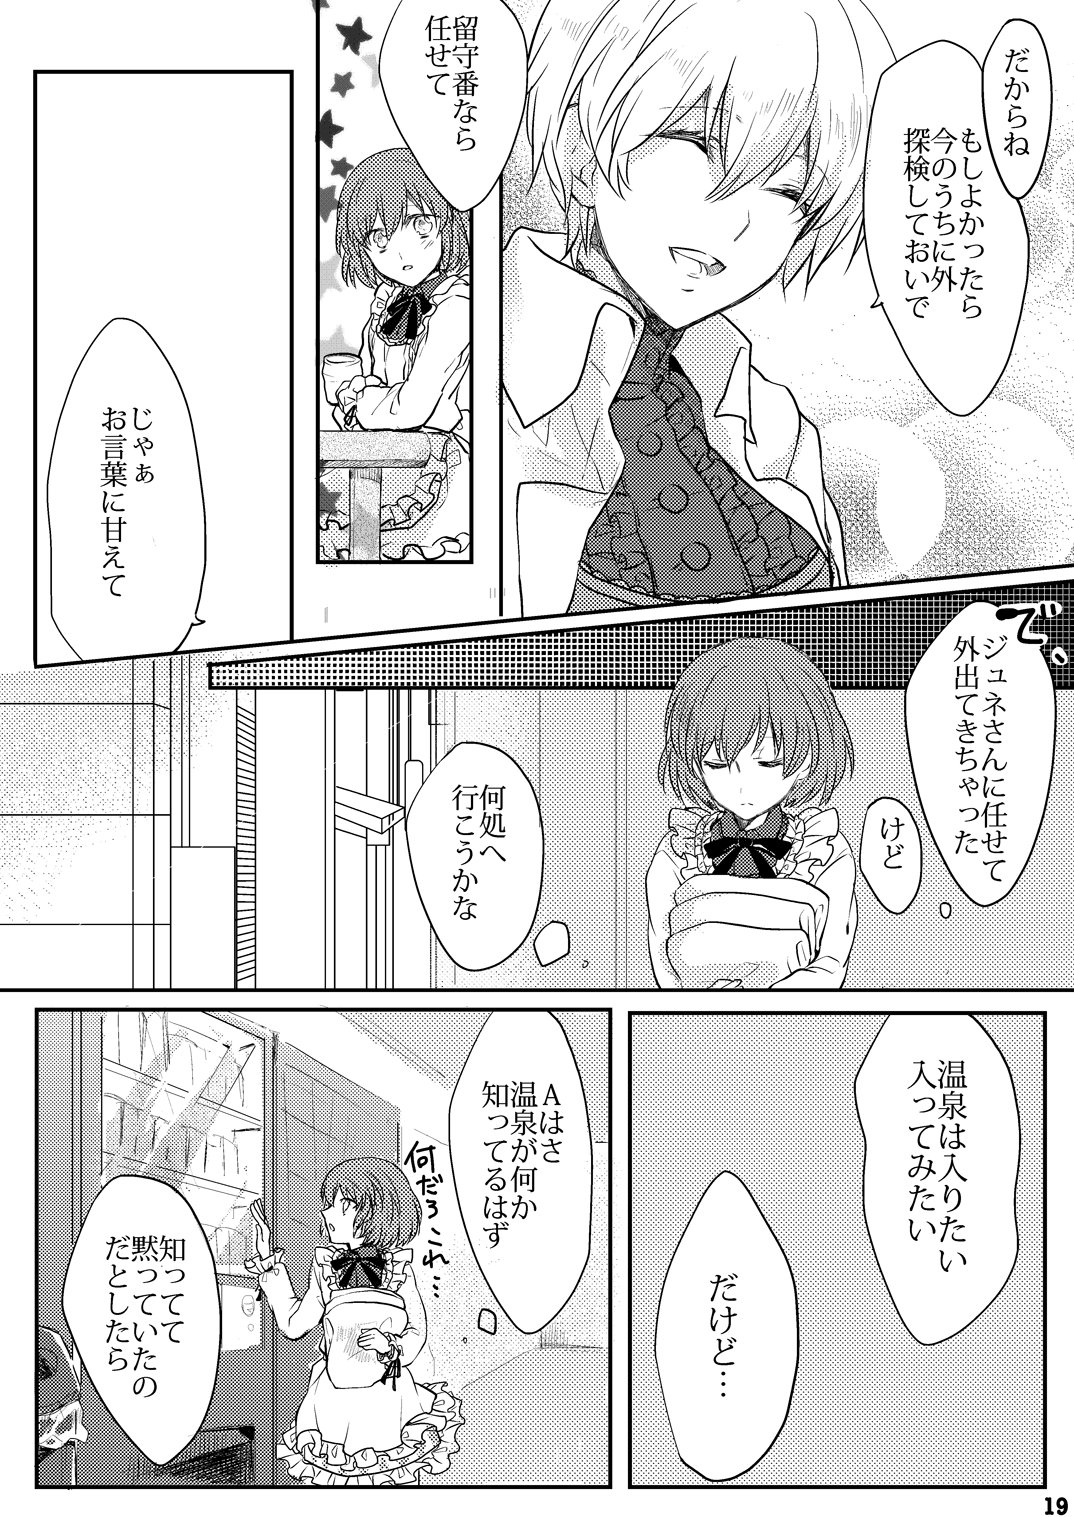 だからね
もしよかったら
今のうちに外
探検しておいで
留守番なら
任せて
じゃぁ
お言葉に甘えて
で、
ジュネさんに任せて
外出てきちゃった
けど
何処へ
行こうかな
温泉は入りたい
入ってみたい
だけど…
Aはさ
温泉が何か
知ってるはず
何だろこれ…
知ってて
黙っていたの
だとしたら
19